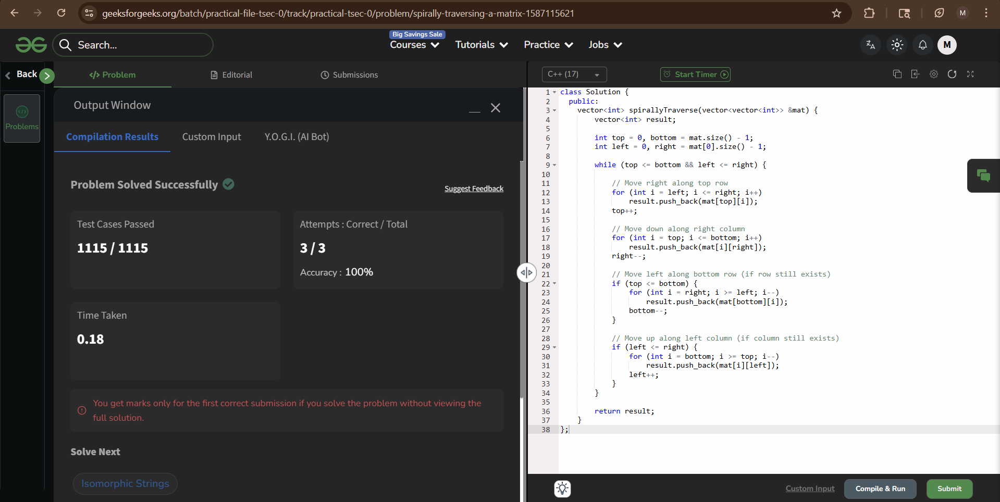 geeksforgeeks.org/batch/practical-file-tsec-0/track/practical-tsec-0/problem/spirally-traversing-a-matrix-1587115621
M
Search...
Big Savings Sale
Courses
Tutorials
Practice
Jobs
M
Back
Problems
</> Problem
Editorial
Submissions
Output Window
Compilation Results
Custom Input
Y.O.G.I. (AI Bot)
Problem Solved Successfully
Suggest Feedback
Test Cases Passed
1115 / 1115
Attempts : Correct / Total
3 / 3
Accuracy : 100%
Time Taken
0.18
You get marks only for the first correct submission if you solve the problem without viewing the
full solution.
Solve Next
Isomorphic Strings
C++ (17)
Start Timer
1 class Solution {
2   public:
3     vector<int> spirallyTraverse(vector<vector<int>> &mat) {
4         vector<int> result;
5
6         int top = 0, bottom = mat.size() - 1;
7         int left = 0, right = mat[0].size() - 1;
8
9         while (top <= bottom && left <= right) {
10
11             // Move right along top row
12             for (int i = left; i <= right; i++)
13                 result.push_back(mat[top][i]);
14             top++;
15
16             // Move down along right column
17             for (int i = top; i <= bottom; i++)
18                 result.push_back(mat[i][right]);
19             right--;
20
21             // Move left along bottom row (if row still exists)
22             if (top <= bottom) {
23                 for (int i = right; i >= left; i--)
24                     result.push_back(mat[bottom][i]);
25                 bottom--;
26             }
27
28             // Move up along left column (if column still exists)
29             if (left <= right) {
30                 for (int i = bottom; i >= top; i--)
31                     result.push_back(mat[i][left]);
32                 left++;
33             }
34         }
35
36         return result;
37     }
38 };
Custom Input
Compile & Run
Submit